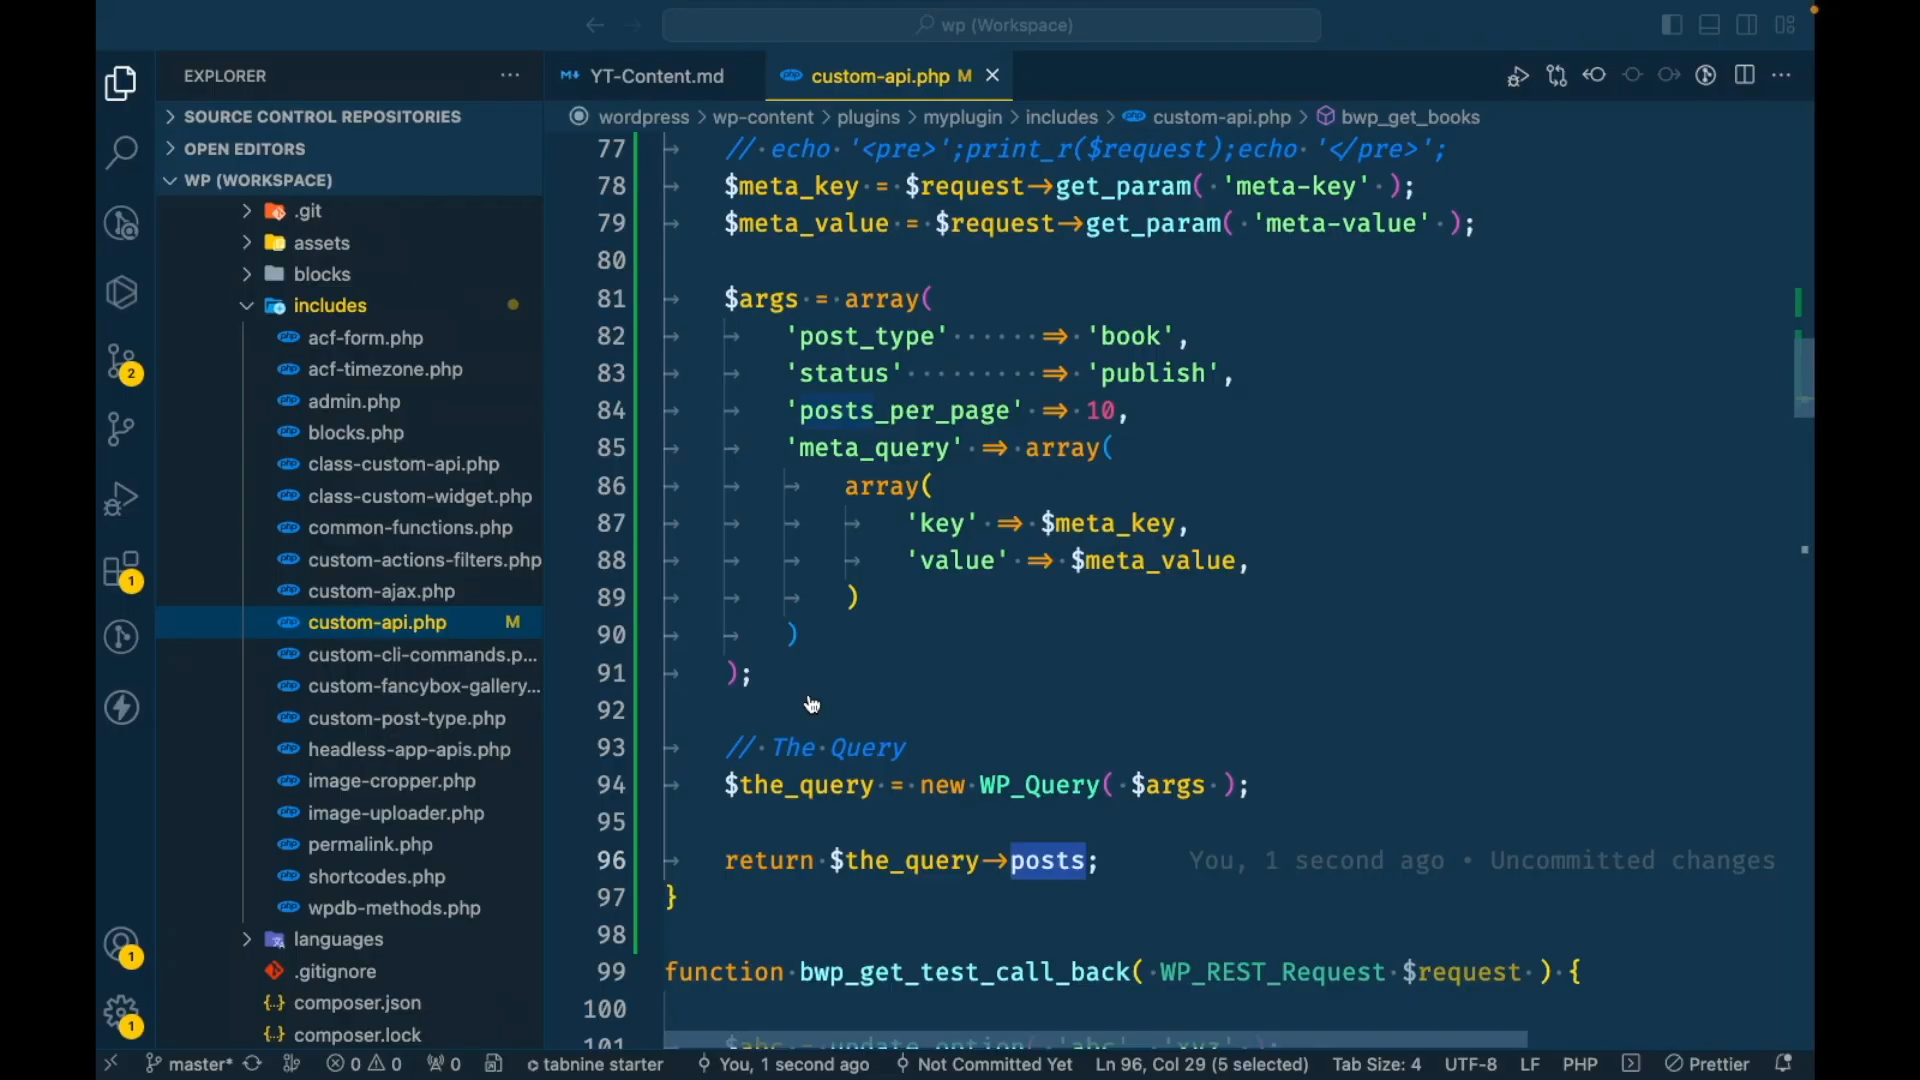 wp (Workspace)
EXPLORER
YT-Content.md
custom-api.php M
SOURCE CONTROL REPOSITORIES
OPEN EDITORS
WP (WORKSPACE)
.git
assets
blocks
includes
acf-form.php
acf-timezone.php
admin.php
blocks.php
class-custom-api.php
class-custom-widget.php
common-functions.php
custom-actions-filters.php
custom-ajax.php
custom-api.php M
custom-cli-commands.p...
custom-fancybox-gallery...
custom-post-type.php
headless-app-apis.php
image-cropper.php
image-uploader.php
permalink.php
shortcodes.php
wpdb-methods.php
languages
.gitignore
composer.json
composer.lock
2
1
1
1
wordpress > wp-content > plugins > myplugin > includes > custom-api.php > bwp_get_books
77 // echo '<pre>';print_r($request);echo '</pre>';
78 $meta_key = $request->get_param( 'meta-key' );
79 $meta_value = $request->get_param( 'meta-value' );
80
81 $args = array(
82 'post_type' => 'book',
83 'status' => 'publish',
84 'posts_per_page' => 10,
85 'meta_query' => array(
86 array(
87 'key' => $meta_key,
88 'value' => $meta_value,
89 )
90 )
91 );
92
93 // The Query
94 $the_query = new WP_Query( $args );
95
96 return $the_query->posts; You, 1 second ago • Uncommitted changes
97 }
98
99 function bwp_get_test_call_back( WP_REST_Request $request ) {
100
101 $abc = update_option( 'abc', 'xyz' );
master* 0 0 0 tabnine starter You, 1 second ago Not Committed Yet Ln 96, Col 29 (5 selected) Tab Size: 4 UTF-8 LF PHP Prettier